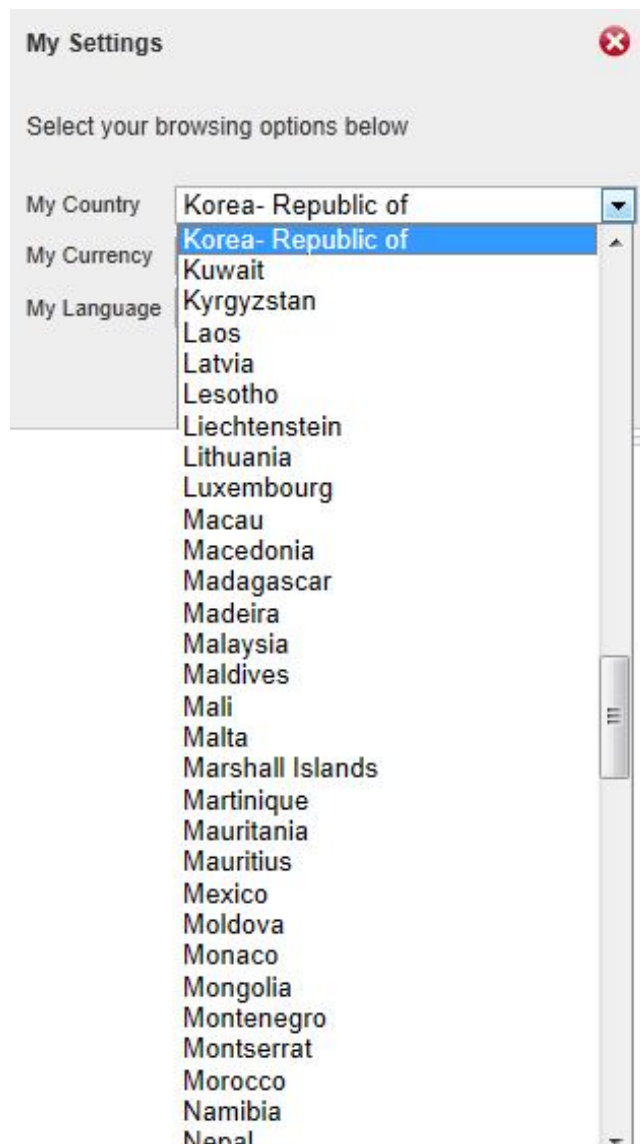 My Settings
Select your browsing options below
My Country Korea- Republic of
Korea- Republic of
My Currency
Kuwait
Kyrgyzstan
My Language
Laos
Latvia
Lesotho
Liechtenstein
Lithuania
Luxembourg
Macau
Macedonia
Madagascar
Madeira
Malaysia
Maldives
Mali
Malta
Marshall Islands
Martinique
Mauritania
Mauritius
Mexico
Moldova
Monaco
Mongolia
Montenegro
Montserrat
Morocco
Namibia
Nepal